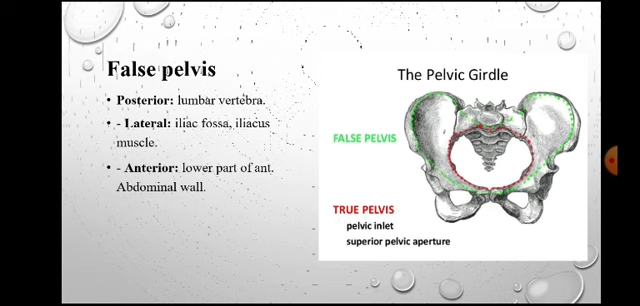 False pelvis
• Posterior: lumbar vertebra.
• - Lateral: iliac fossa, iliacus
muscle.
• - Anterior: lower part of ant.
Abdominal wall.
The Pelvic Girdle
FALSE PELVIS
TRUE PELVIS
pelvic inlet
superior pelvic aperture